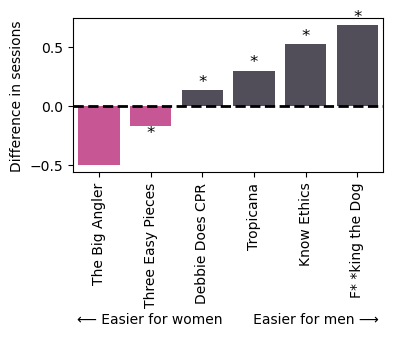 Difference in sessions
0.5
0.0
−0.5
*
*
*
*
*
The Big Angler
Three Easy Pieces
Debbie Does CPR
Tropicana
Know Ethics
F* *king the Dog
⟵ Easier for women
Easier for men ⟶